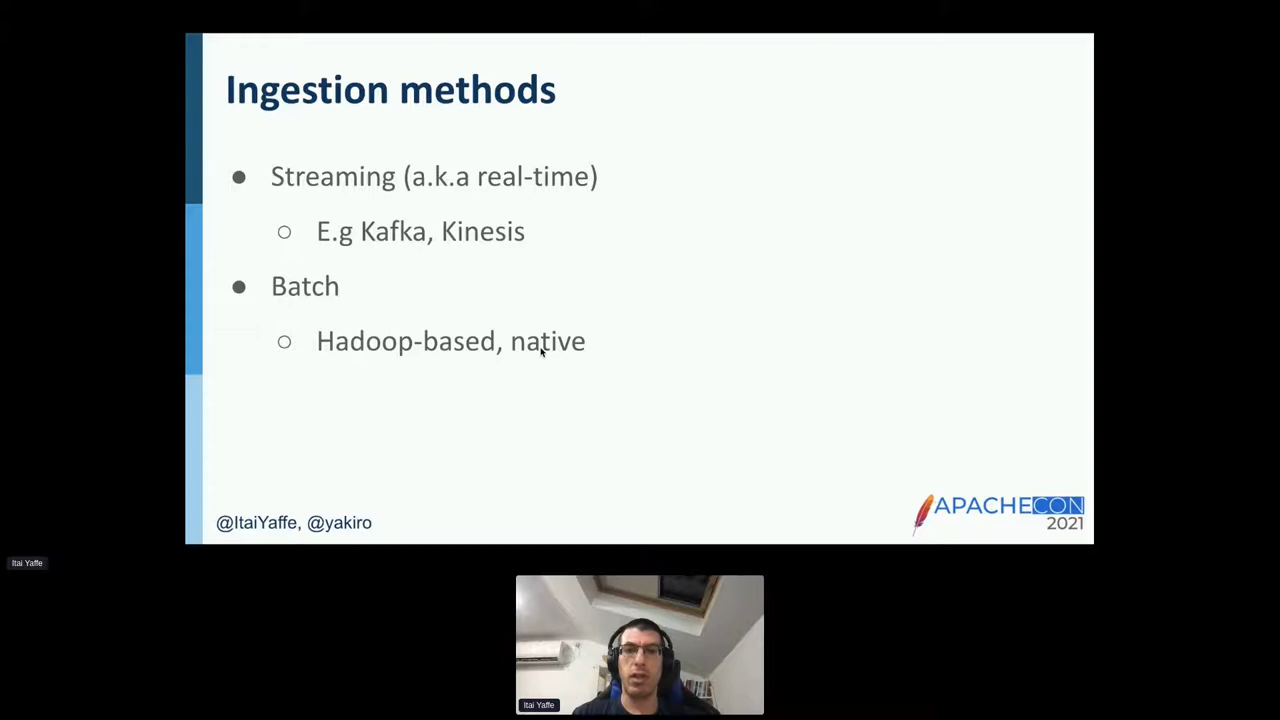 Ingestion methods
● Streaming (a.k.a real-time)
○ E.g Kafka, Kinesis
● Batch
○ Hadoop-based, native
@ItaiYaffe, @yakiro
APACHECON
2021
Itai Yaffe
Itai Yaffe